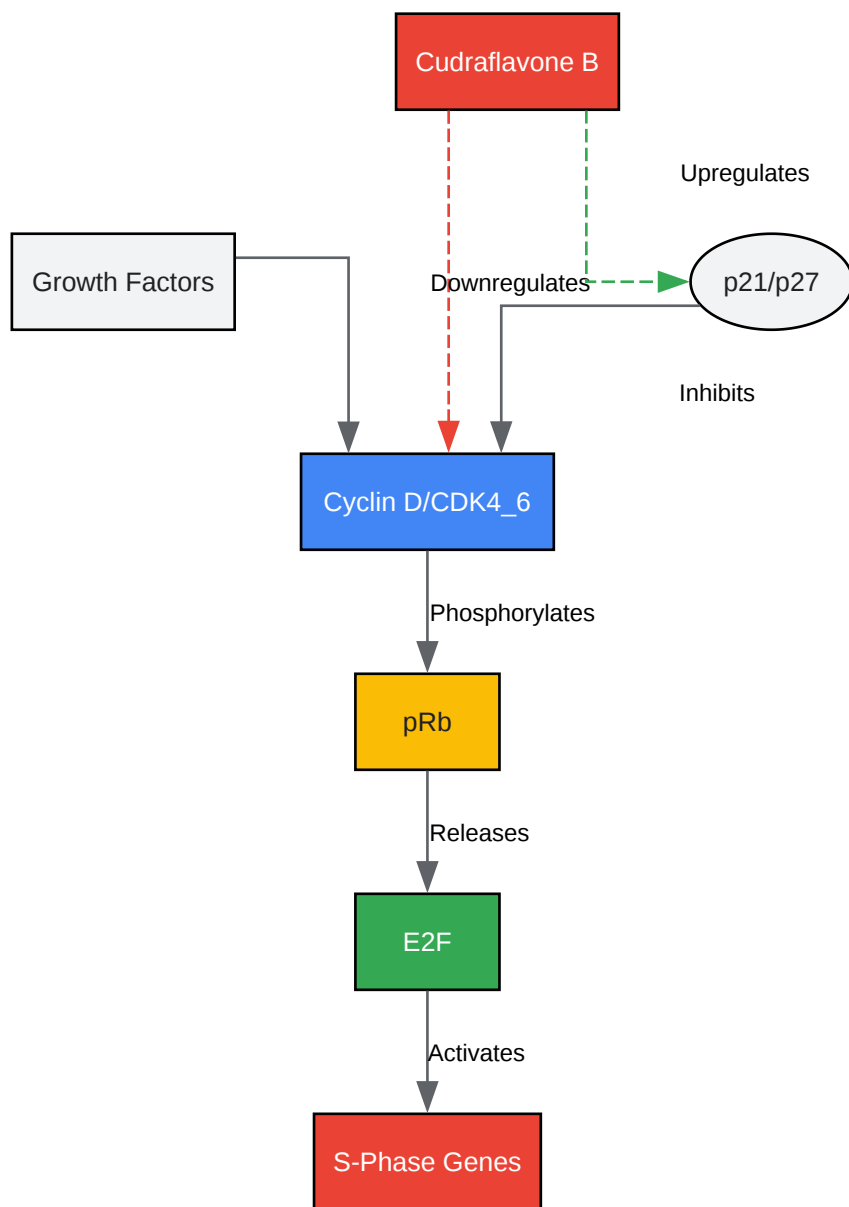 Cudraflavone B
Upregulates
Growth Factors
Downregulates
p21/p27
Inhibits
Cyclin D/CDK4_6
Phosphorylates
pRb
Releases
E2F
Activates
S-Phase Genes